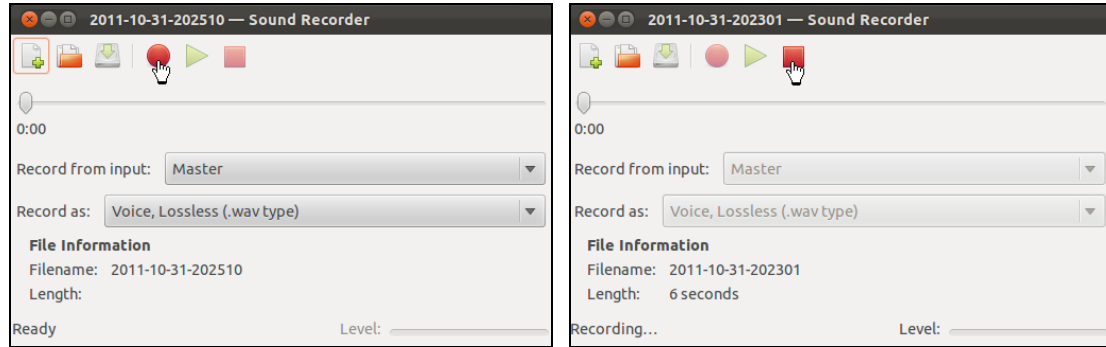 2011-10-31-202510 — Sound Recorder
0:00
Record from input: Master
Record as: Voice, Lossless (.wav type)
File Information
Filename: 2011-10-31-202510
Length:
Ready Level:
2011-10-31-202301 — Sound Recorder
0:00
Record from input: Master
Record as: Voice, Lossless (.wav type)
File Information
Filename: 2011-10-31-202301
Length: 6 seconds
Recording... Level: